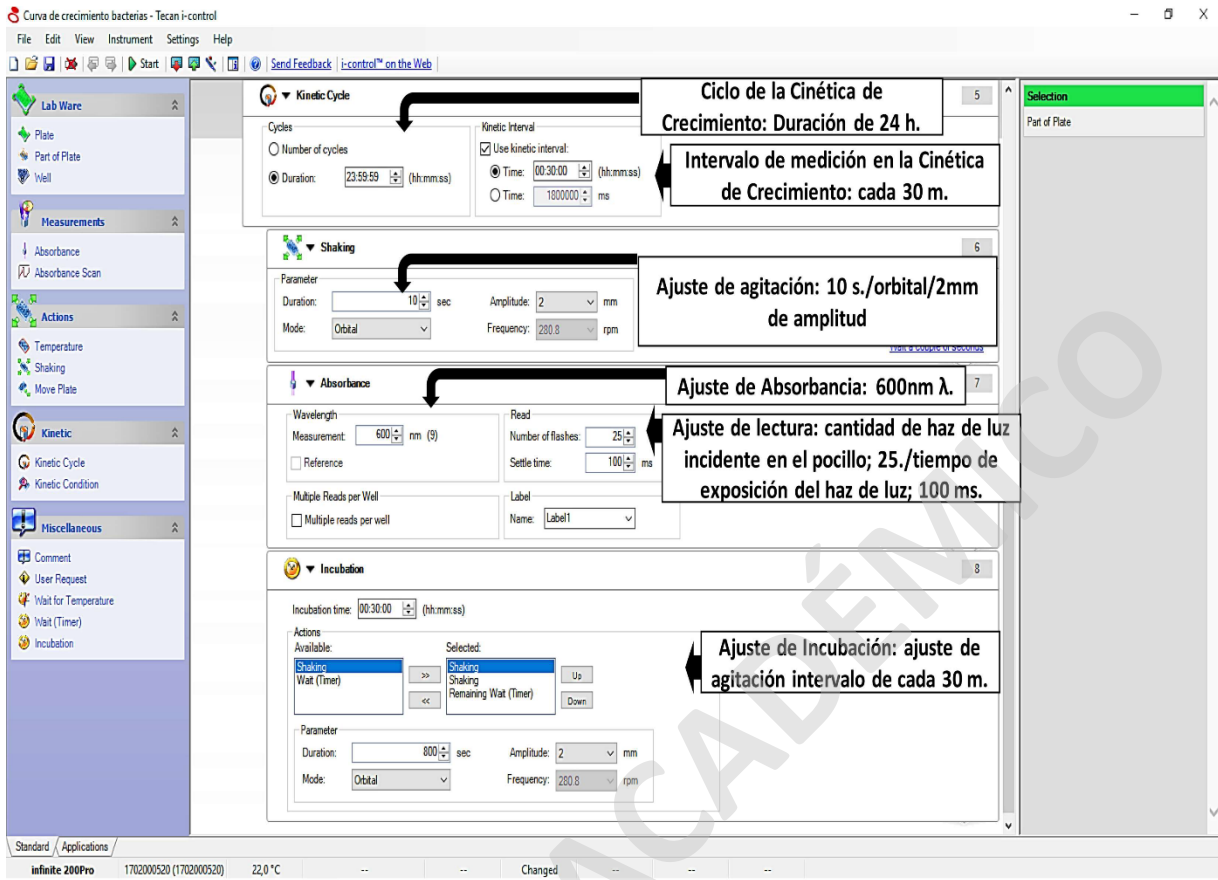 Curva de crecimiento bacterias - Tecan i-control
File Edit View Instrument Settings Help
Start Send Feedback i-control™ on the Web
Lab Ware
Plate
Part of Plate
Well
Measurements
Absorbance
Absorbance Scan
Actions
Temperature
Shaking
Move Plate
Kinetic
Kinetic Cycle
Kinetic Condition
Miscellaneous
Comment
User Request
Wait for Temperature
Wait (Timer)
Incubation
Kinetic Cycle 5
Cycles
Number of cycles
Duration: 23:59:59 (hh:mm:ss)
Kinetic Interval
Use kinetic interval:
Time: 00:30:00 (hh:mm:ss)
Time: 1800000 ms
Ciclo de la Cinética de
Crecimiento: Duración de 24 h.
Intervalo de medición en la Cinética
de Crecimiento: cada 30 m.
Shaking 6
Parameter
Duration: 10 sec Amplitude: 2 mm
Mode: Orbital Frequency: 280.8 rpm
Ajuste de agitación: 10 s./orbital/2mm
de amplitud
Wait a couple of seconds
Absorbance 7
Wavelength
Measurement: 600 nm (9)
Reference
Read
Number of flashes: 25
Settle time: 100 ms
Multiple Reads per Well
Multiple reads per well
Label
Name: Label1
Ajuste de Absorbancia: 600nm λ.
Ajuste de lectura: cantidad de haz de luz
incidente en el pocillo; 25./tiempo de
exposición del haz de luz; 100 ms.
Incubation 8
Incubation time: 00:30:00 (hh:mm:ss)
Actions
Available: Selected:
Shaking Shaking
Wait (Timer) Shaking
Remaining Wait (Timer)
>> Up
<< Down
Parameter
Duration: 800 sec Amplitude: 2 mm
Mode: Orbital Frequency: 280.8 rpm
Ajuste de Incubación: ajuste de
agitación intervalo de cada 30 m.
Selection
Part of Plate
ACADÉMICO
Standard Applications
infinite 200Pro 1702000520 (1702000520) 22,0 °C -- -- Changed -- -- --